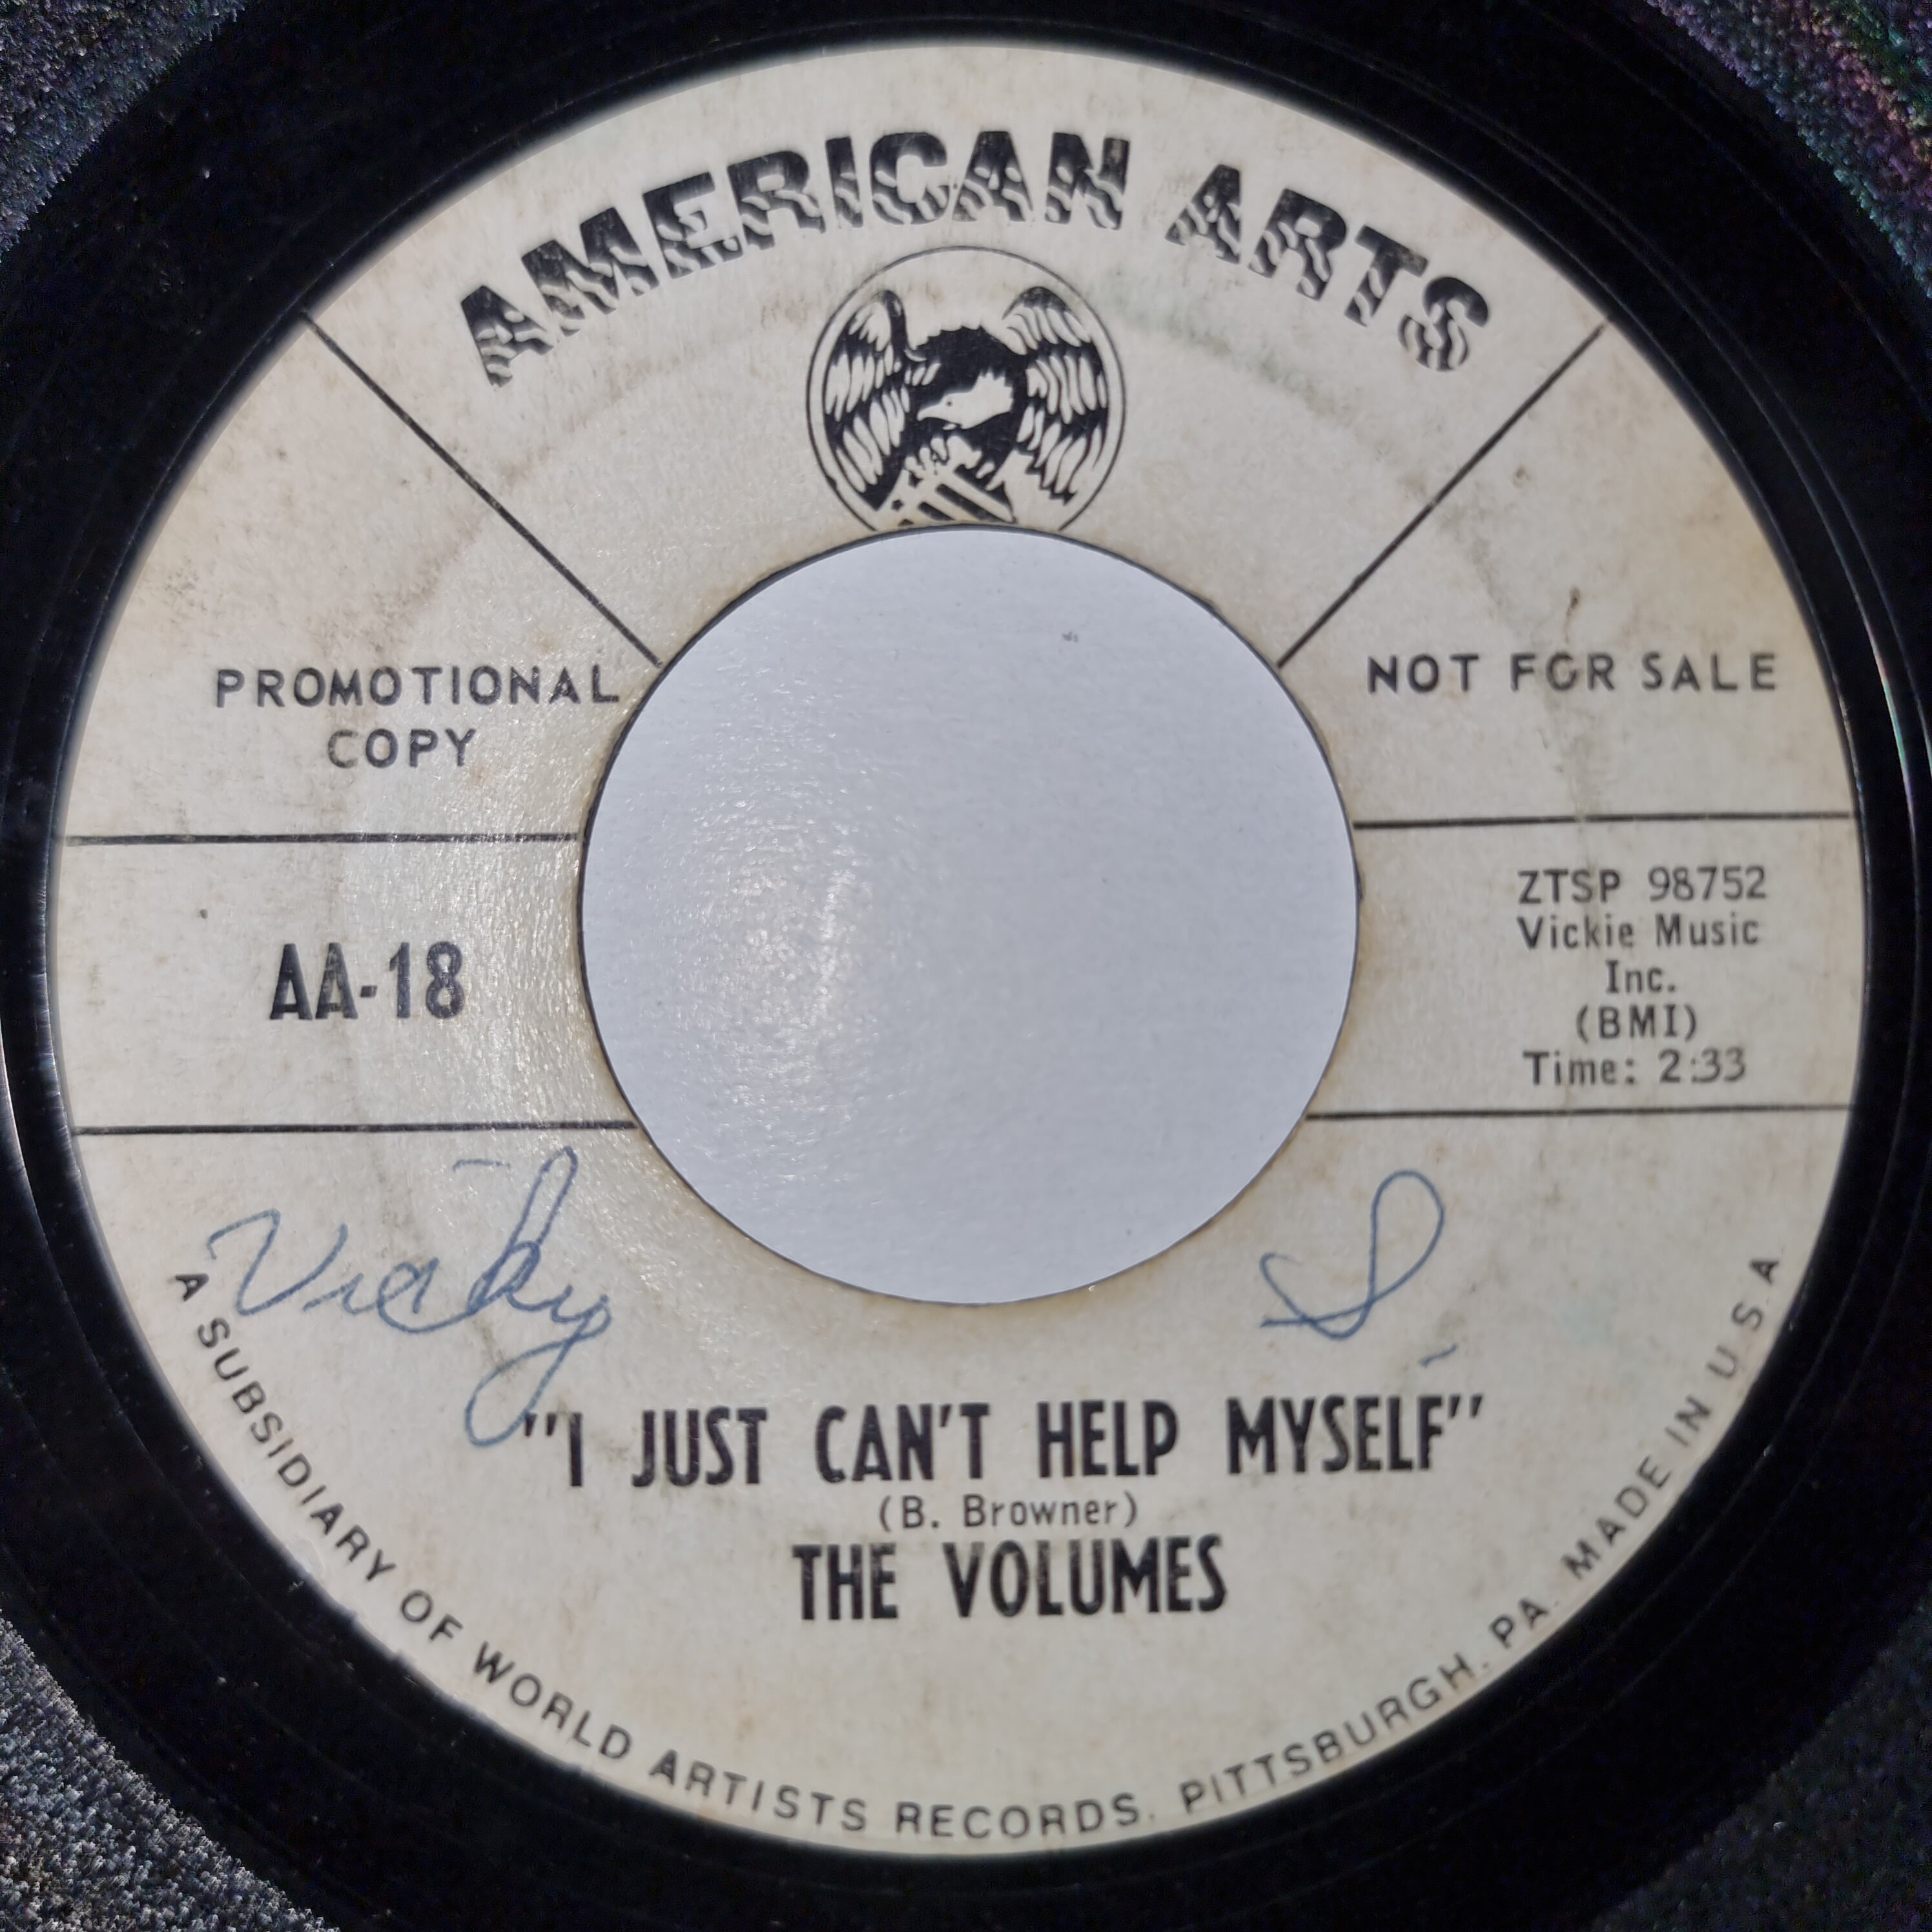 AMERICAN ARTS
PROMOTIONAL
COPY
NOT FOR SALE
AA-18
ZTSP 98752
Vickie Music
Inc.
(BMI)
Time: 2:33
Vicky S.
"I JUST CAN'T HELP MYSELF"
(B. Browner)
THE VOLUMES
A SUBSIDIARY OF WORLD ARTISTS RECORDS. PITTSBURGH. PA. MADE IN U.S.A